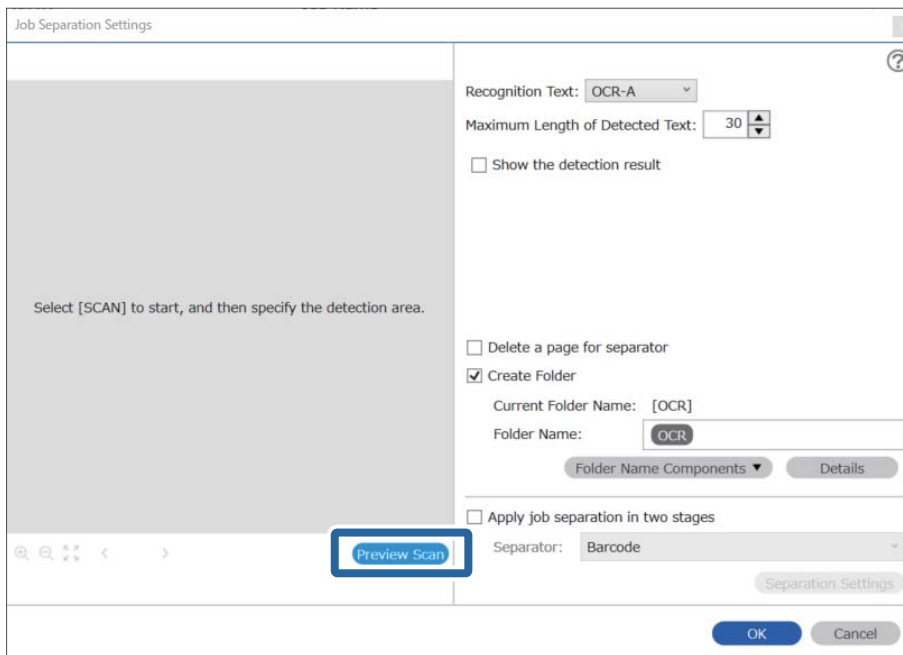 Job Separation Settings
Select [SCAN] to start, and then specify the detection area.
Preview Scan
Recognition Text: OCR-A
Maximum Length of Detected Text: 30
Show the detection result
Delete a page for separator
Create Folder
Current Folder Name: [OCR]
Folder Name: OCR
Folder Name Components ▼ Details
Apply job separation in two stages
Separator: Barcode
Separation Settings
OK Cancel